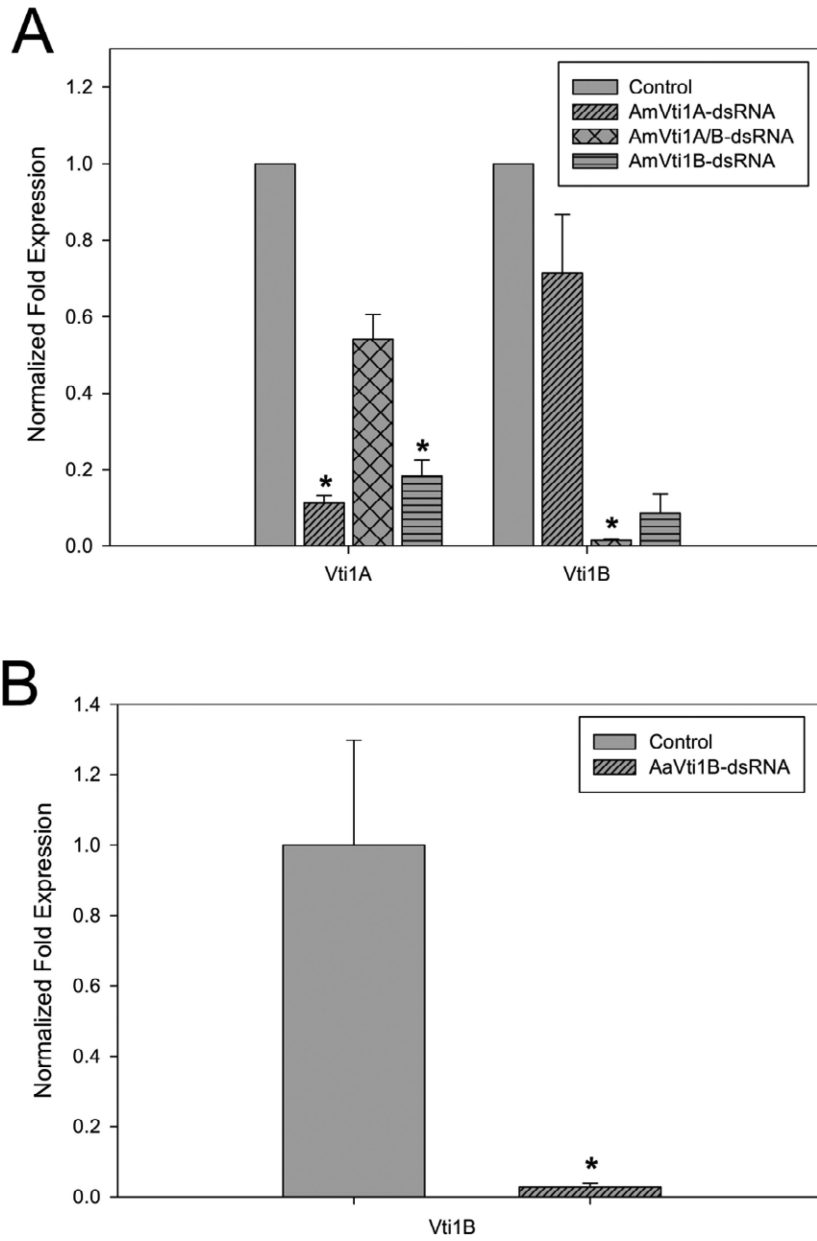 A
Normalized Fold Expression
1.2
1.0
0.8
0.6
0.4
0.2
0.0
Control
AmVti1A-dsRNA
AmVti1A/B-dsRNA
AmVti1B-dsRNA
*
*
*
Vti1A
Vti1B
B
Normalized Fold Expression
1.4
1.2
1.0
0.8
0.6
0.4
0.2
0.0
Control
AaVti1B-dsRNA
*
Vti1B